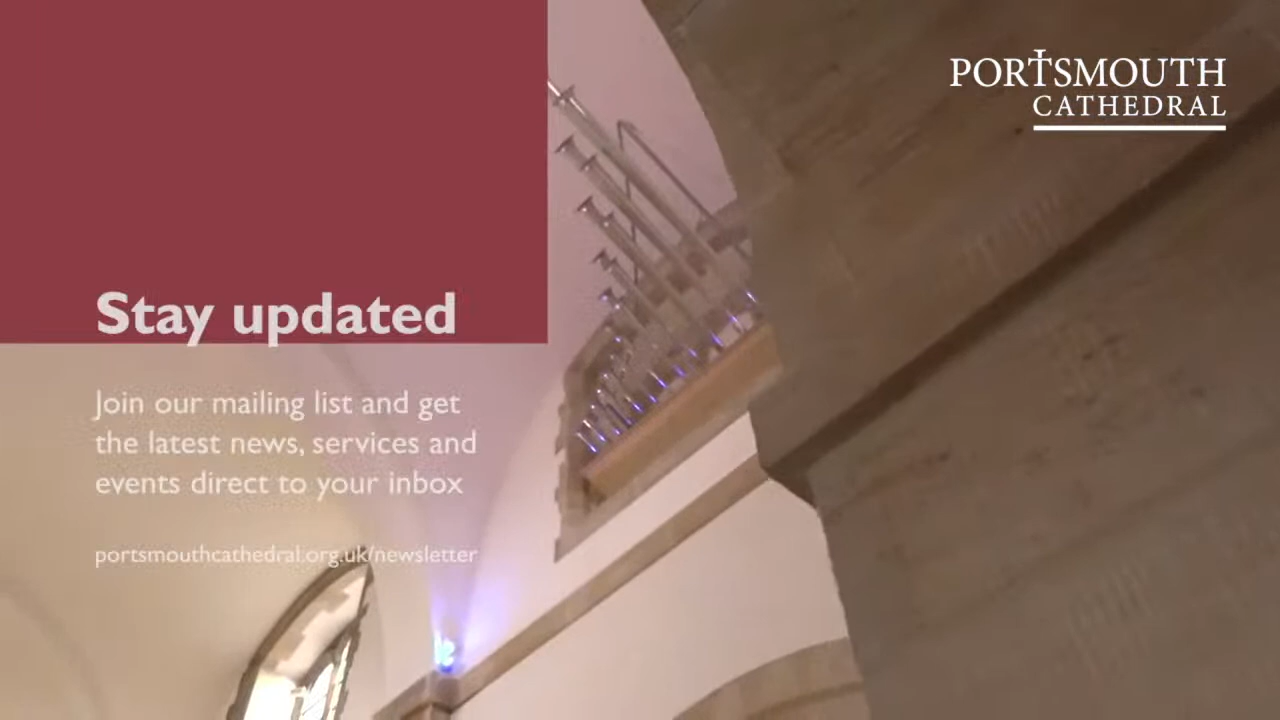 PORTSMOUTH
CATHEDRAL
Stay updated
Join our mailing list and get
the latest news, services and
events direct to your inbox
portsmouthcathedral.org.uk/newsletter